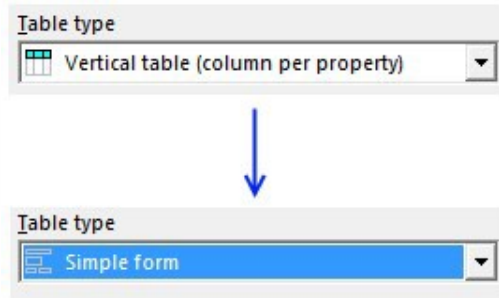 Table type
Vertical table (column per property)
Table type
Simple form